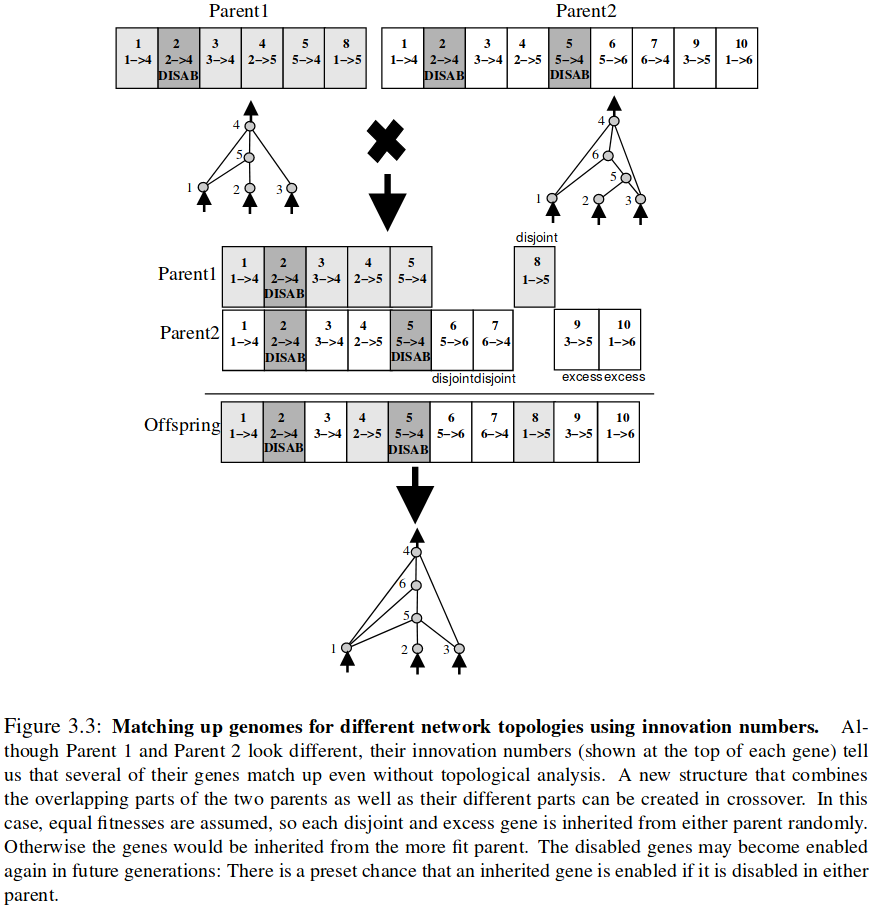 Parent1 Parent2
1 2 3 4 5 8 1 2 3 4 5 6 7 9 10
1->4 2->4 3->4 2->5 5->4 1->5 1->4 2->4 3->4 2->5 5->4 5->6 6->4 3->5 1->6
DISAB DISAB DISAB
4 4
5 6
5
1 2 3 1 2 3
disjoint
Parent1
1 2 3 4 5 8
1->4 2->4 3->4 2->5 5->4 1->5
DISAB
Parent2
1 2 3 4 5 6 7 9 10
1->4 2->4 3->4 2->5 5->4 5->6 6->4 3->5 1->6
DISAB DISAB
disjoint disjoint excess excess
Offspring
1 2 3 4 5 6 7 8 9 10
1->4 2->4 3->4 2->5 5->4 5->6 6->4 1->5 3->5 1->6
DISAB DISAB
4
6
5
1 2 3
Figure 3.3: Matching up genomes for different network topologies using innovation numbers. Al-
though Parent 1 and Parent 2 look different, their innovation numbers (shown at the top of each gene) tell
us that several of their genes match up even without topological analysis. A new structure that combines
the overlapping parts of the two parents as well as their different parts can be created in crossover. In this
case, equal fitnesses are assumed, so each disjoint and excess gene is inherited from either parent randomly.
Otherwise the genes would be inherited from the more fit parent. The disabled genes may become enabled
again in future generations: There is a preset chance that an inherited gene is enabled if it is disabled in either
parent.